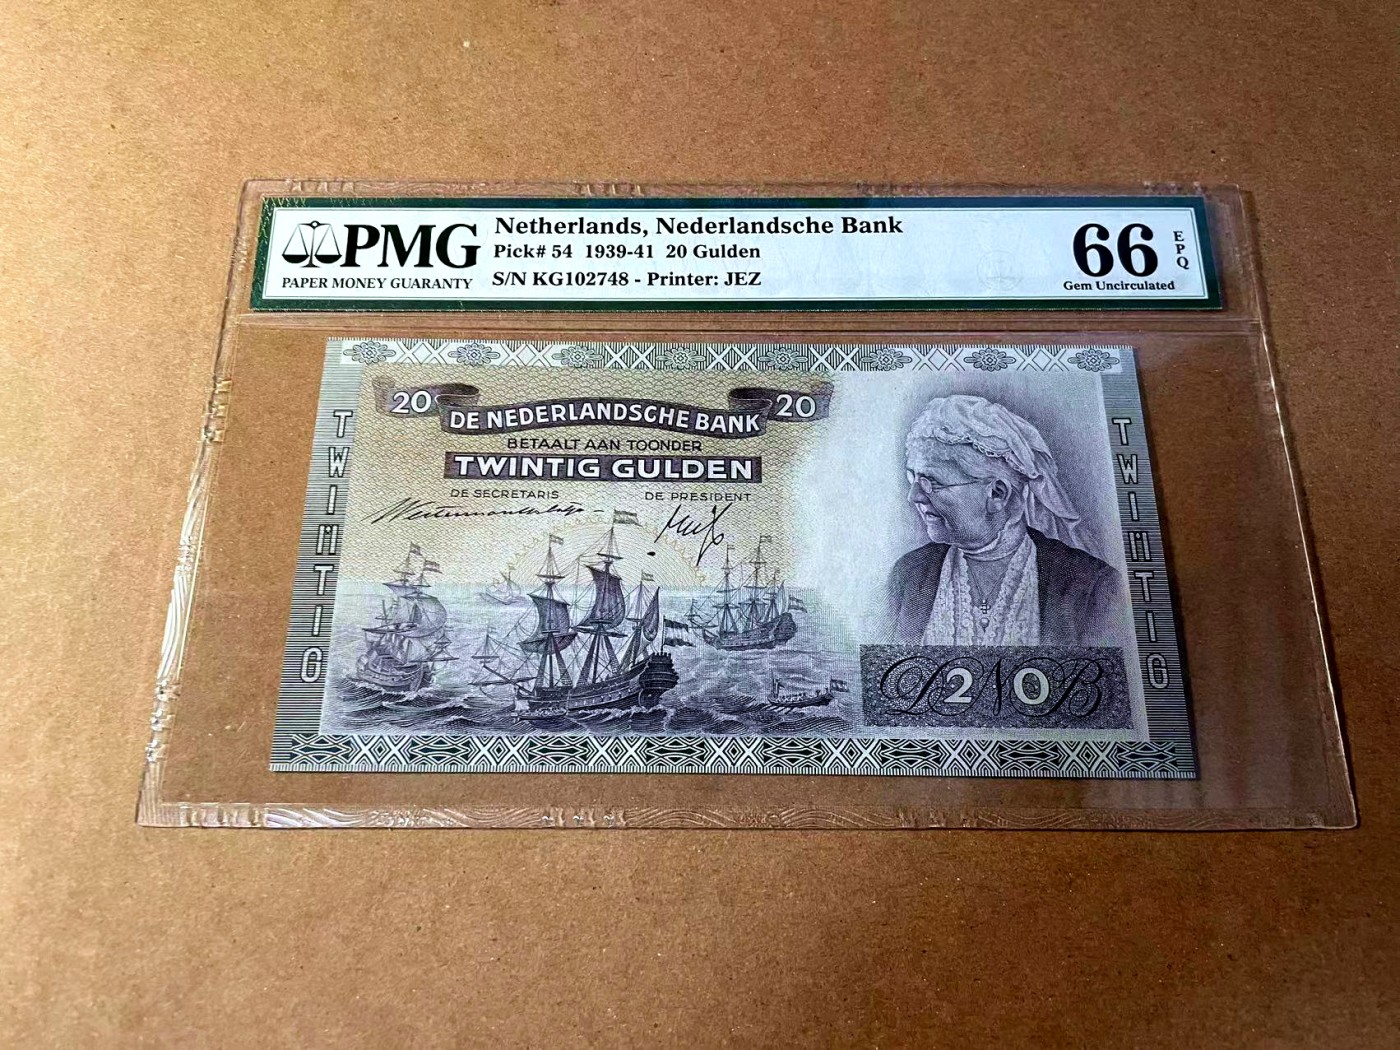 PMG
PAPER MONEY GUARANTY
Netherlands, Nederlandsche Bank
Pick# 54 1939-41 20 Gulden
S/N KG102748 - Printer: JEZ
66
EPQ
Gem Uncirculated
20 DE NEDERLANDSCHE BANK 20
BETAALT AAN TOONDER
TWINTIG GULDEN
DE SECRETARIS DE PRESIDENT
TWINTIG
TWINTIG
DNB
20